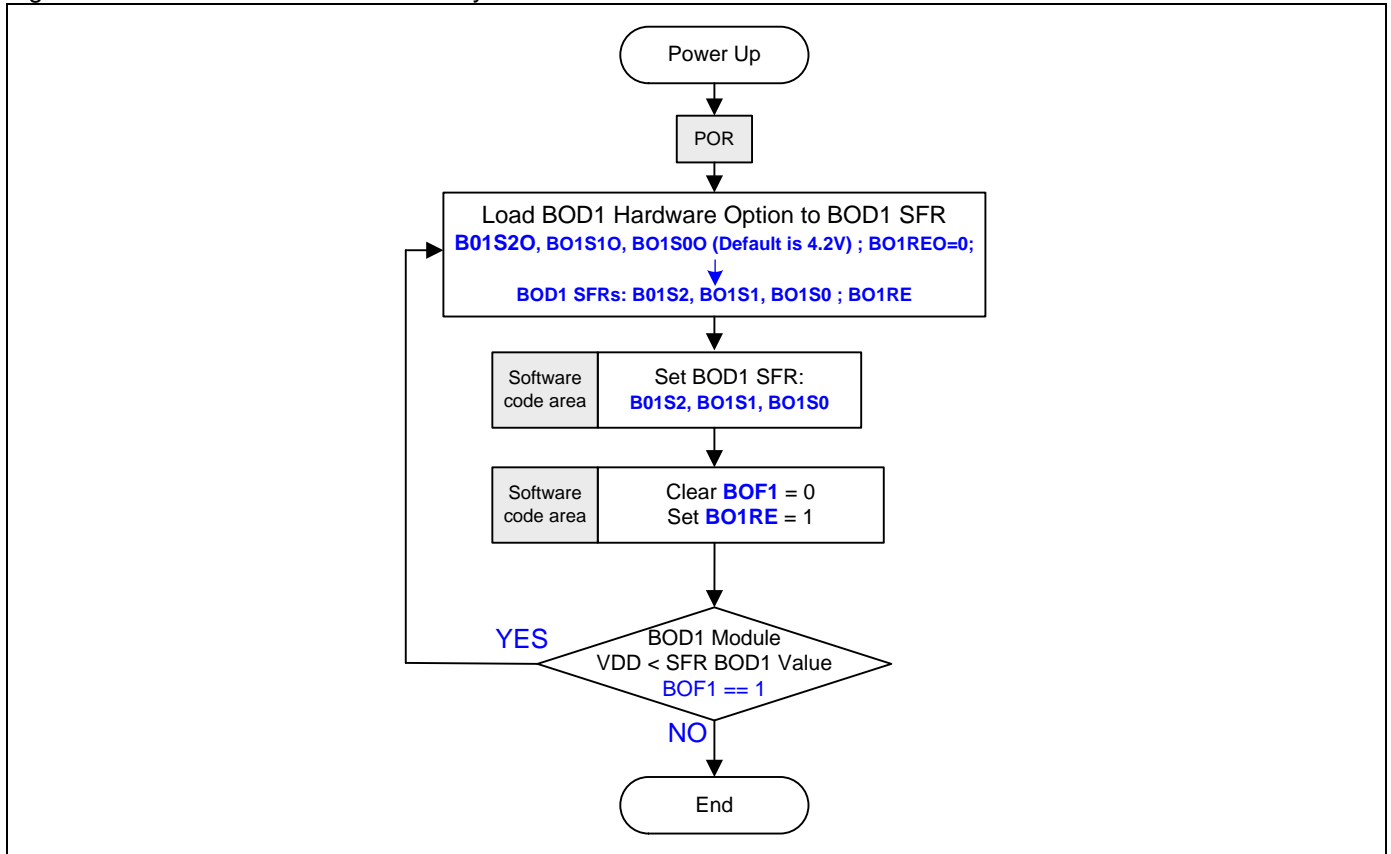 Power Up
POR
Load BOD1 Hardware Option to BOD1 SFR
B01S2O, BO1S1O, BO1S0O (Default is 4.2V) ; BO1REO=0;
BOD1 SFRs: B01S2, BO1S1, BO1S0 ; BO1RE
Software
code area
Set BOD1 SFR:
B01S2, BO1S1, BO1S0
Software
code area
Clear BOF1 = 0
Set BO1RE = 1
YES
BOD1 Module
VDD < SFR BOD1 Value
BOF1 == 1
NO
End